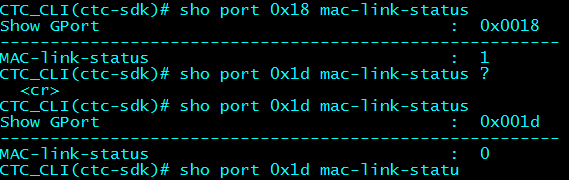 CTC_CLI(ctc-sdk)# sho port 0x18 mac-link-status
Show GPort                              :  0x0018
--------------------------------------------------------
MAC-link-status                         :  1
CTC_CLI(ctc-sdk)# sho port 0x1d mac-link-status ?
  <cr>
CTC_CLI(ctc-sdk)# sho port 0x1d mac-link-status
Show GPort                              :  0x001d
--------------------------------------------------------
MAC-link-status                         :  0
CTC_CLI(ctc-sdk)# sho port 0x1d mac-link-statu